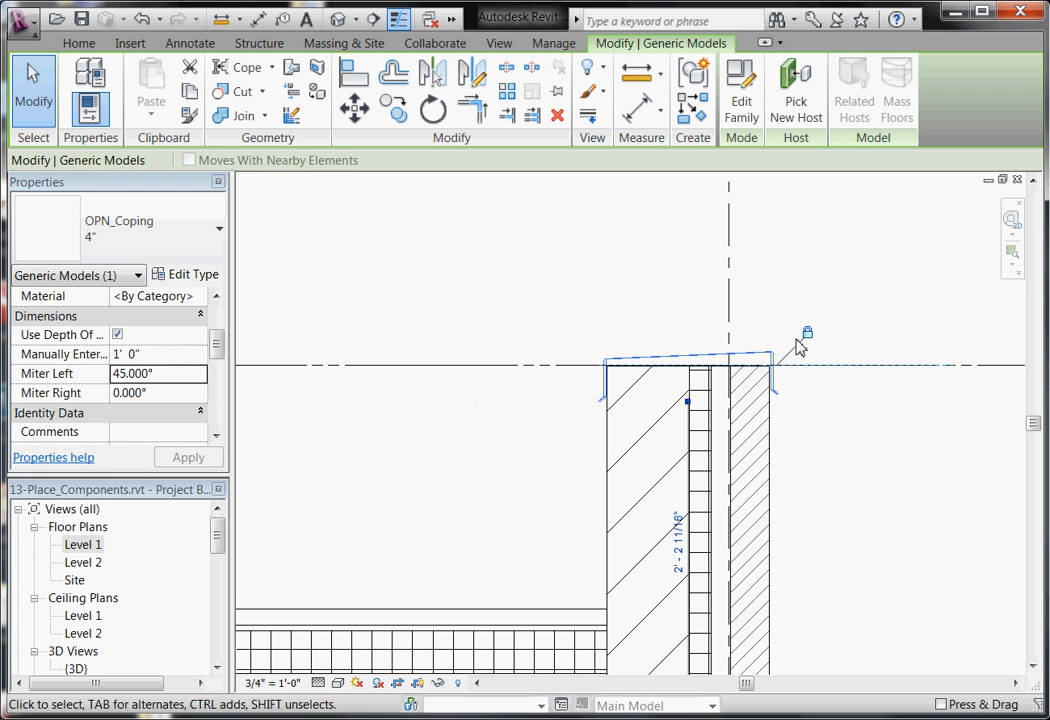 Autodesk Revit ...
Type a keyword or phrase
Home Insert Annotate Structure Massing & Site Collaborate View Manage Modify | Generic Models
Modify
Paste
Cope
Cut
Join
Edit Family
Pick New Host
Related Hosts
Mass Floors
Select Properties Clipboard Geometry Modify View Measure Create Mode Host Model
Modify | Generic Models Moves With Nearby Elements
Properties
OPN_Coping
4"
Generic Models (1) Edit Type
Material <By Category>
Dimensions
Use Depth Of ...
Manually Enter... 1' 0"
Miter Left 45.000°
Miter Right 0.000°
Identity Data
Comments
Properties help Apply
13-Place_Components.rvt - Project B...
Views (all)
Floor Plans
Level 1
Level 2
Site
Ceiling Plans
Level 1
Level 2
3D Views
{3D}
2D
2' - 2 11/16"
3/4" = 1'-0"
Click to select, TAB for alternates, CTRL adds, SHIFT unselects.
Main Model
Press & Drag